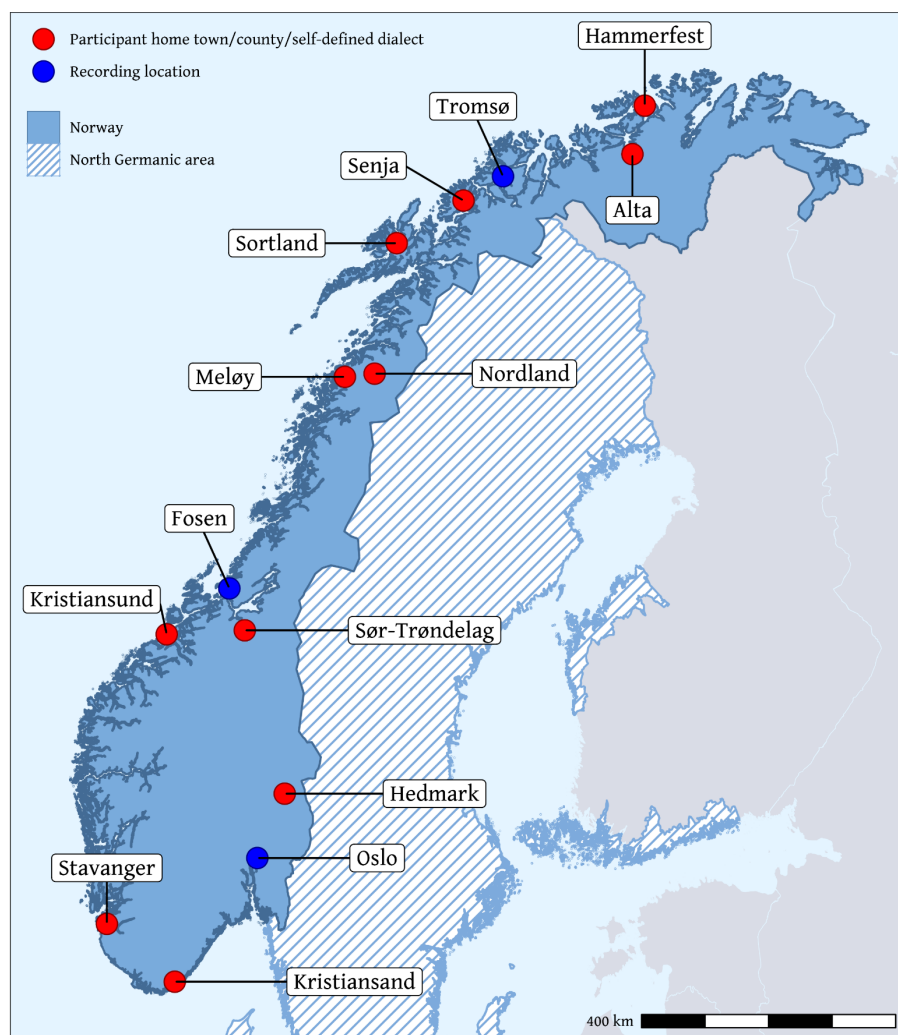 Participant home town/county/self-defined dialect
Recording location
Norway
North Germanic area
Hammerfest
Tromsø
Senja
Alta
Sortland
Meløy
Nordland
Fosen
Kristiansund
Sør-Trøndelag
Hedmark
Oslo
Stavanger
Kristiansand
400 km